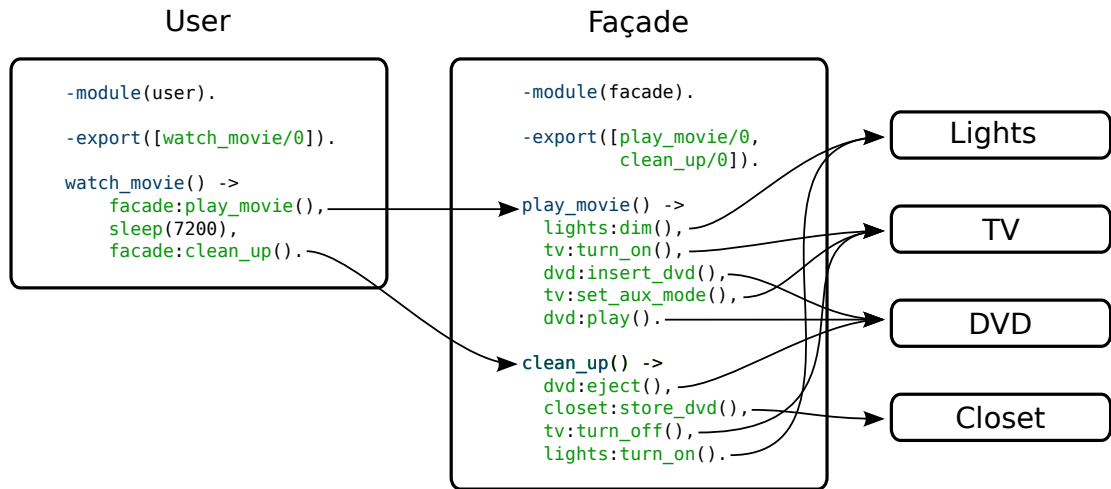 User
-module(user).
-export([watch_movie/0]).
watch_movie() ->
facade:play_movie(),
sleep(7200),
facade:clean_up().
Façade
-module(facade).
-export([play_movie/0,
clean_up/0]).
play_movie() ->
lights:dim(),
tv:turn_on(),
dvd:insert_dvd(),
tv:set_aux_mode(),
dvd:play().
clean_up() ->
dvd:eject(),
closet:store_dvd(),
tv:turn_off(),
lights:turn_on().
Lights
TV
DVD
Closet